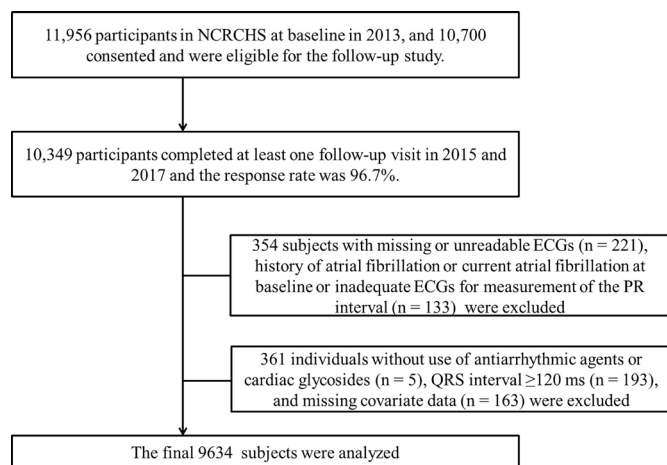 11,956 participants in NCRCHS at baseline in 2013, and 10,700
consented and were eligible for the follow-up study.
10,349 participants completed at least one follow-up visit in 2015 and
2017 and the response rate was 96.7%.
354 subjects with missing or unreadable ECGs (n = 221),
history of atrial fibrillation or current atrial fibrillation at
baseline or inadequate ECGs for measurement of the PR
interval (n = 133) were excluded
361 individuals without use of antiarrhythmic agents or
cardiac glycosides (n = 5), QRS interval ≥120 ms (n = 193),
and missing covariate data (n = 163) were excluded
The final 9634 subjects were analyzed